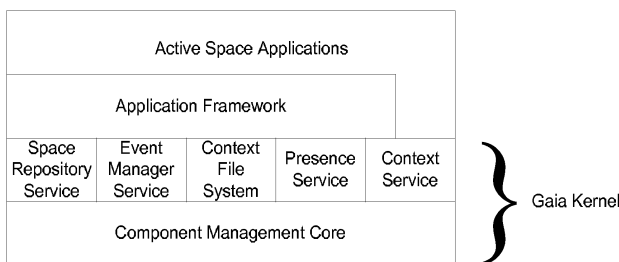 Active Space Applications
Application Framework
Space
Repository
Service
Event
Manager
Service
Context
File
System
Presence
Service
Context
Service
Component Management Core
Gaia Kernel